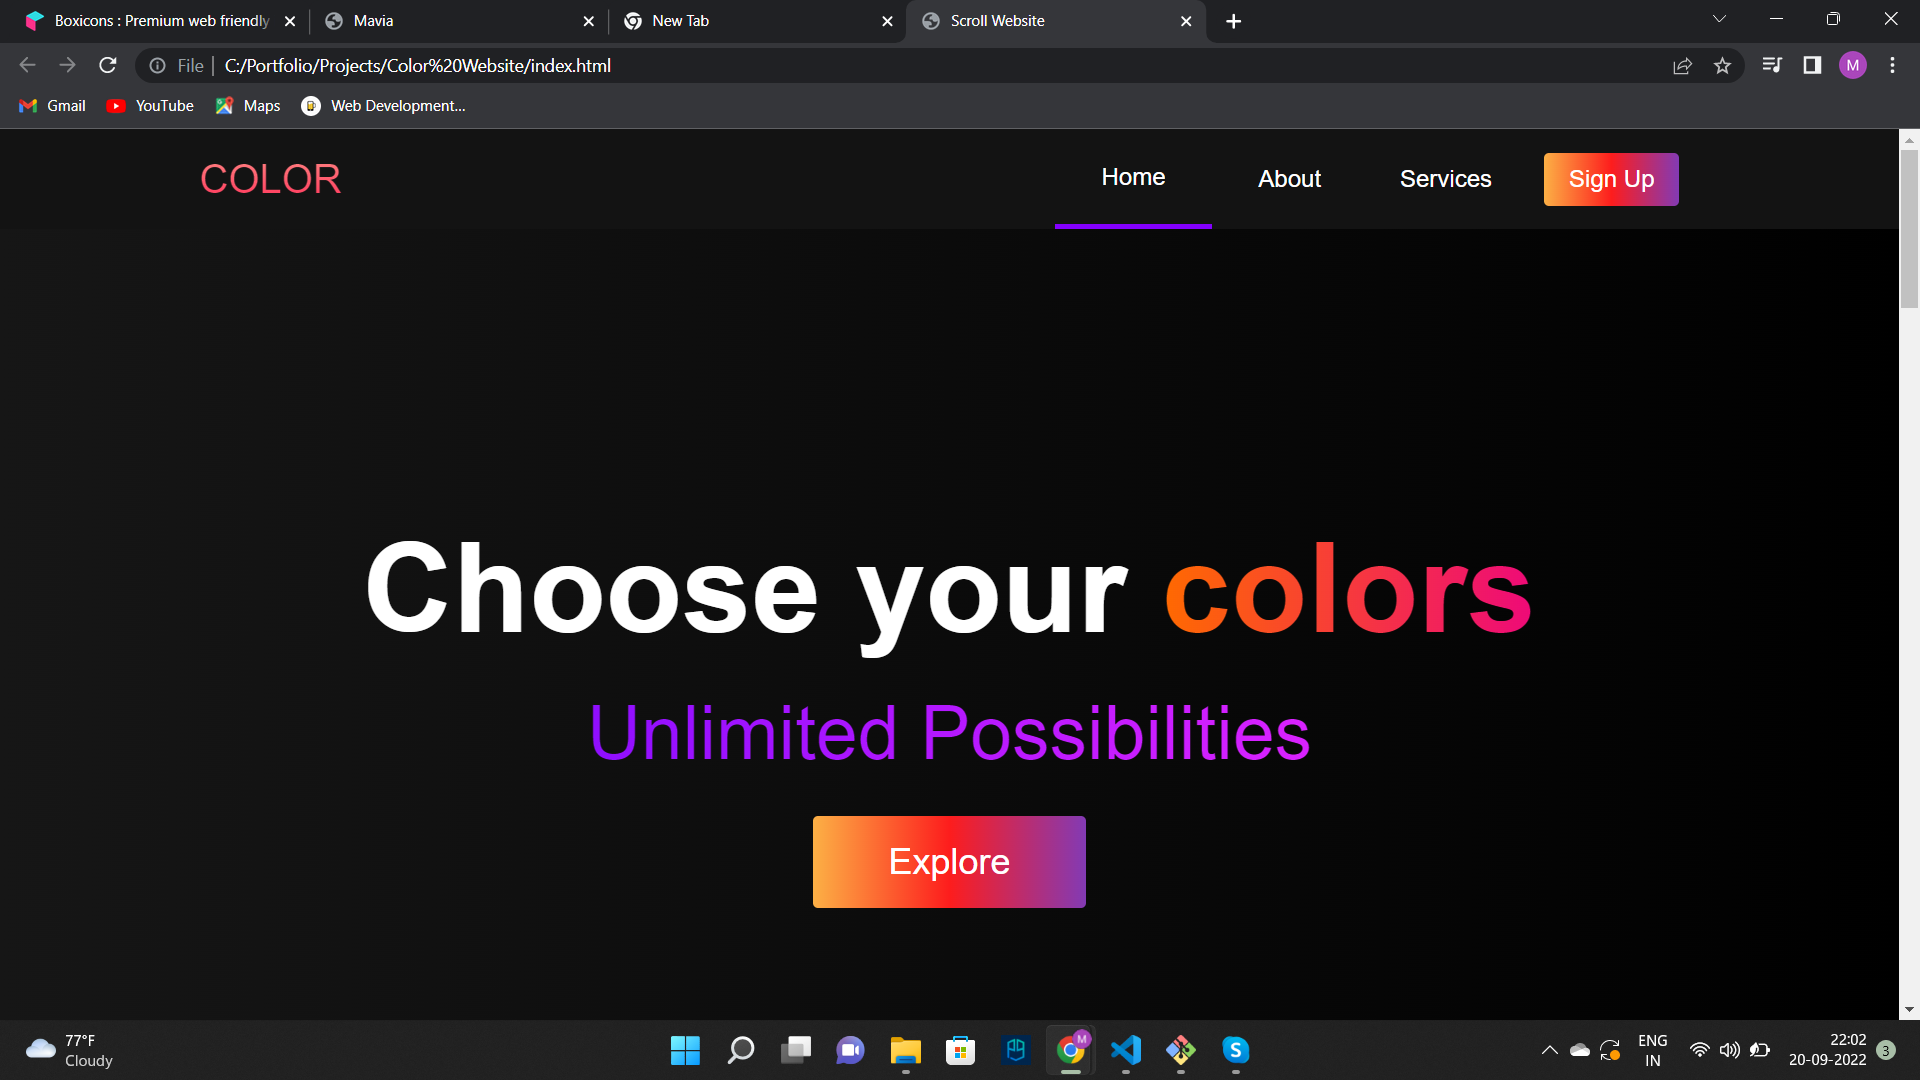 Boxicons : Premium web friendly
Mavia
New Tab
Scroll Website
File
C:/Portfolio/Projects/Color%20Website/index.html
M
Gmail
YouTube
Maps
Web Development...
COLOR
Home
About
Services
Sign Up
Choose your colors
Unlimited Possibilities
Explore
77°F
Cloudy
M
S
ENG
IN
22:02
20-09-2022
3